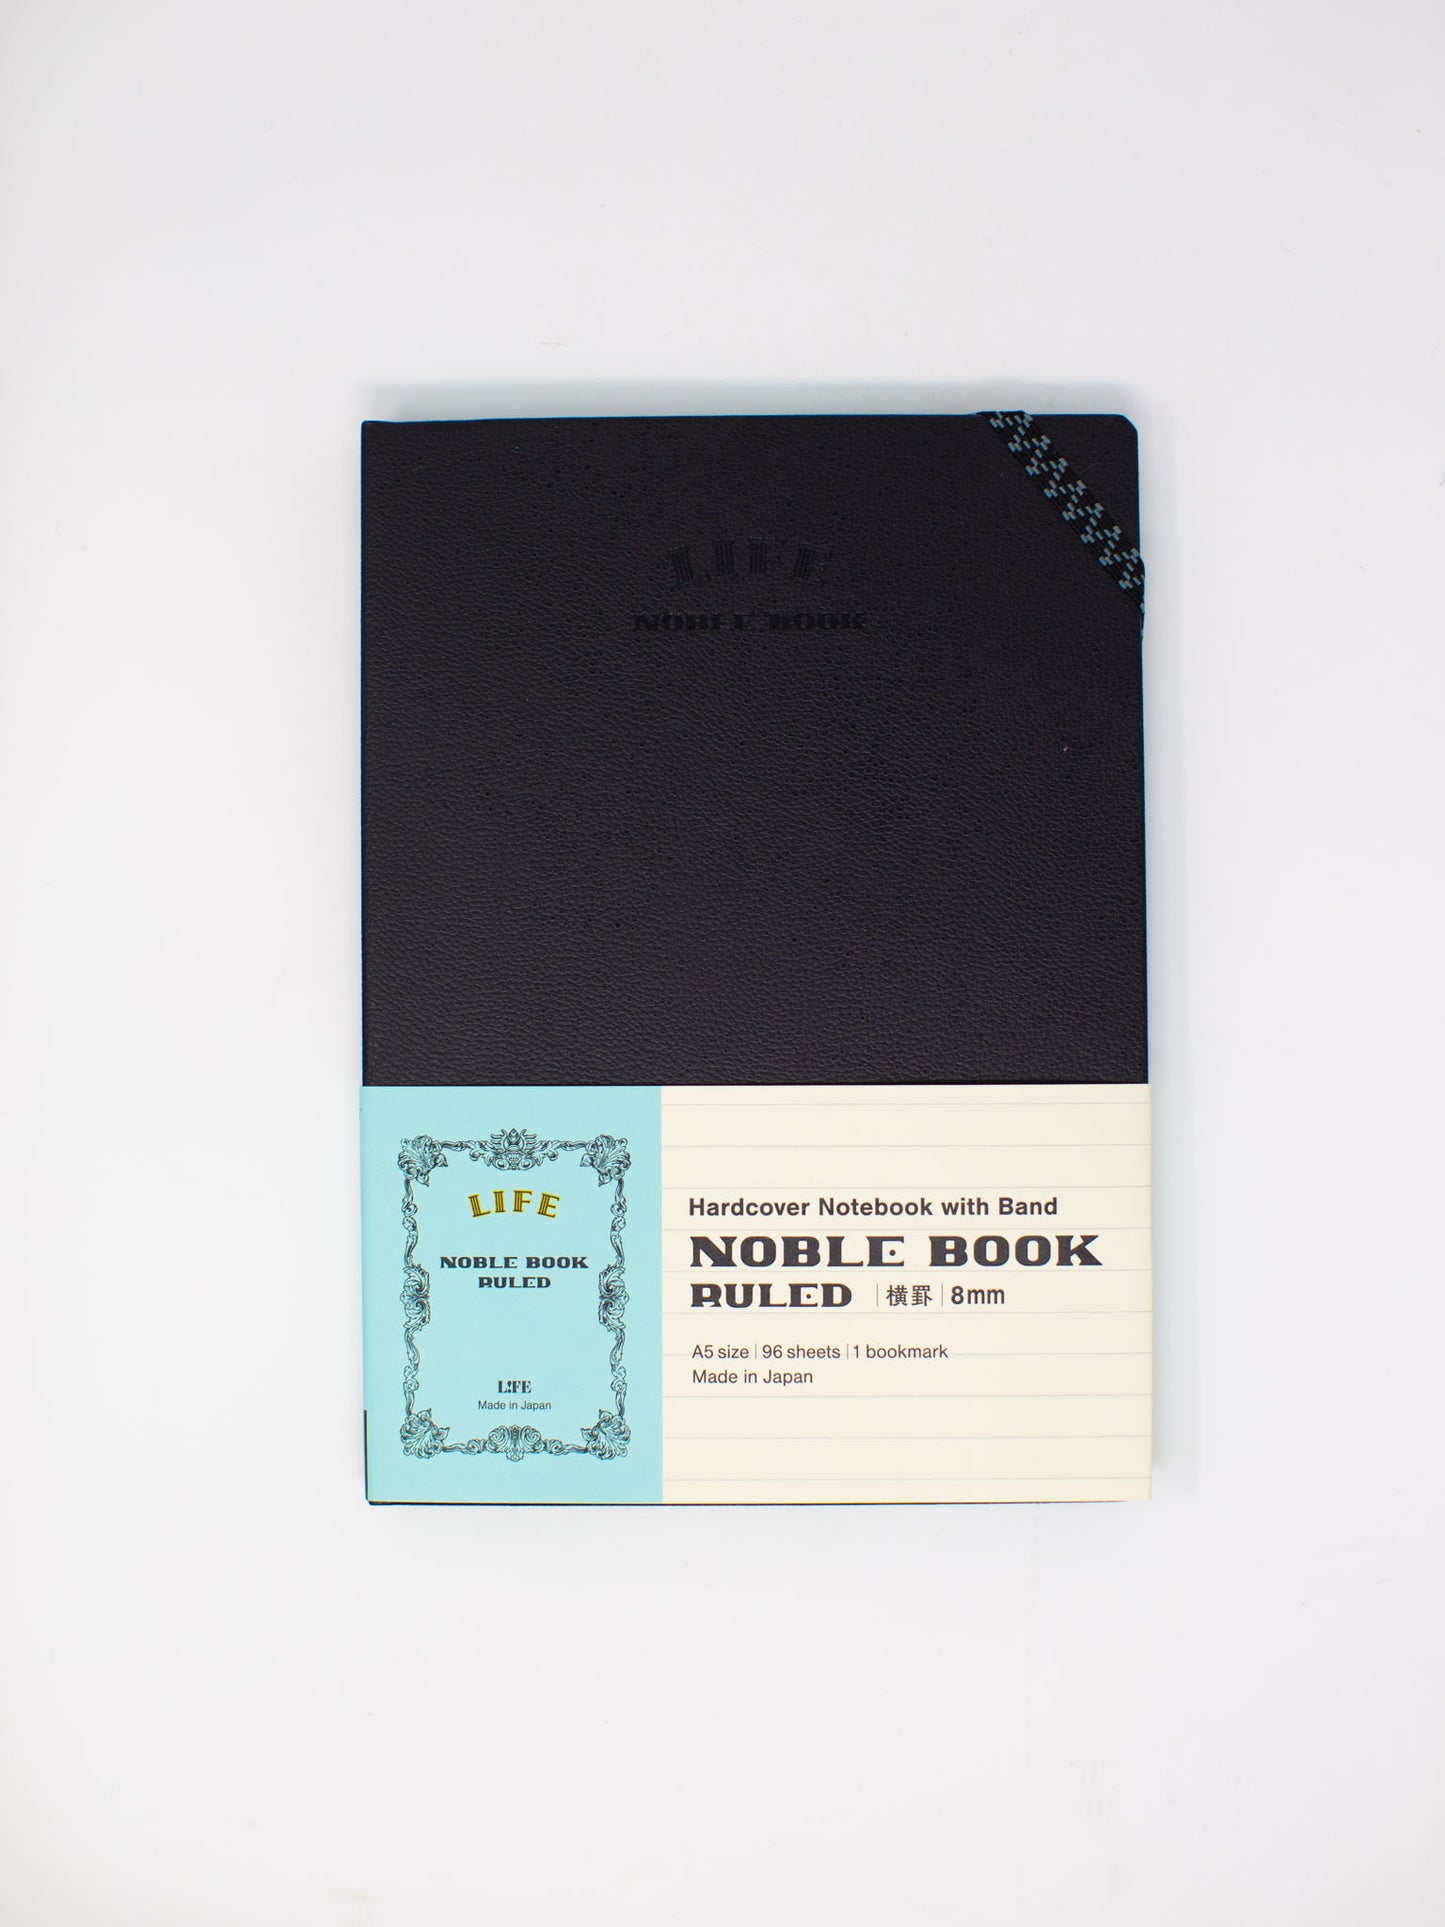 LIFE
NOBLE BOOK
LIFE
NOBLE BOOK
RULED
L!FE
Made in Japan
Hardcover Notebook with Band
NOBLE BOOK
RULED | 横罫 | 8mm
A5 size | 96 sheets | 1 bookmark
Made in Japan